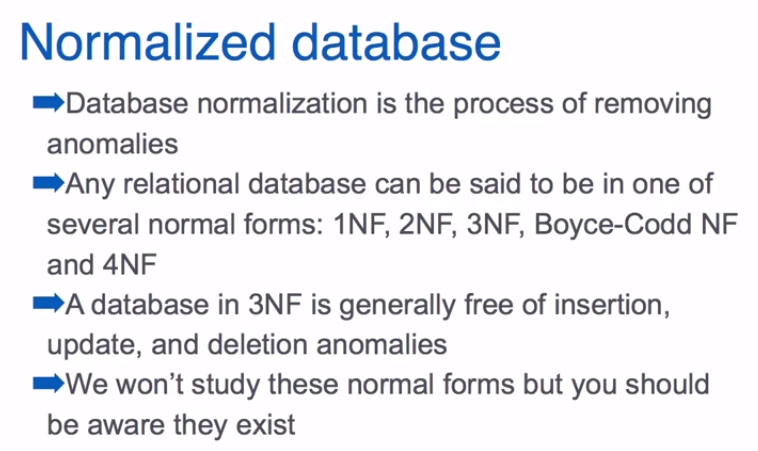 Normalized database
➡Database normalization is the process of removing
anomalies
➡Any relational database can be said to be in one of
several normal forms: 1NF, 2NF, 3NF, Boyce-Codd NF
and 4NF
➡A database in 3NF is generally free of insertion,
update, and deletion anomalies
➡We won’t study these normal forms but you should
be aware they exist